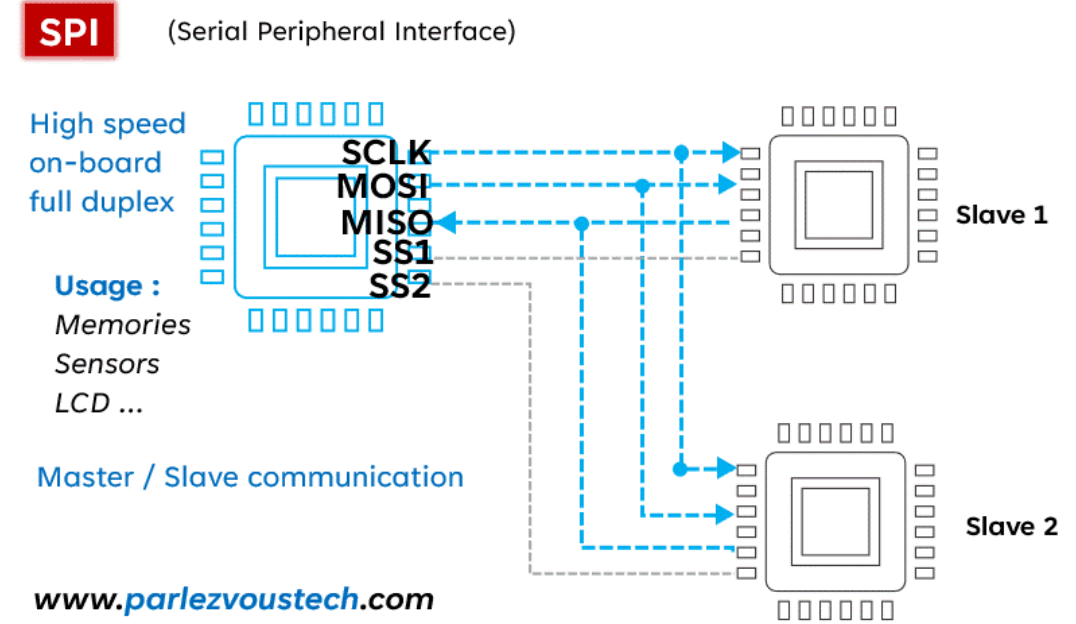 SPI (Serial Peripheral Interface)
High speed
on-board
full duplex
SCLK
MOSI
MISO
SS1
SS2
Slave 1
Usage :
Memories
Sensors
LCD ...
Master / Slave communication
Slave 2
www.parlezvoustech.com